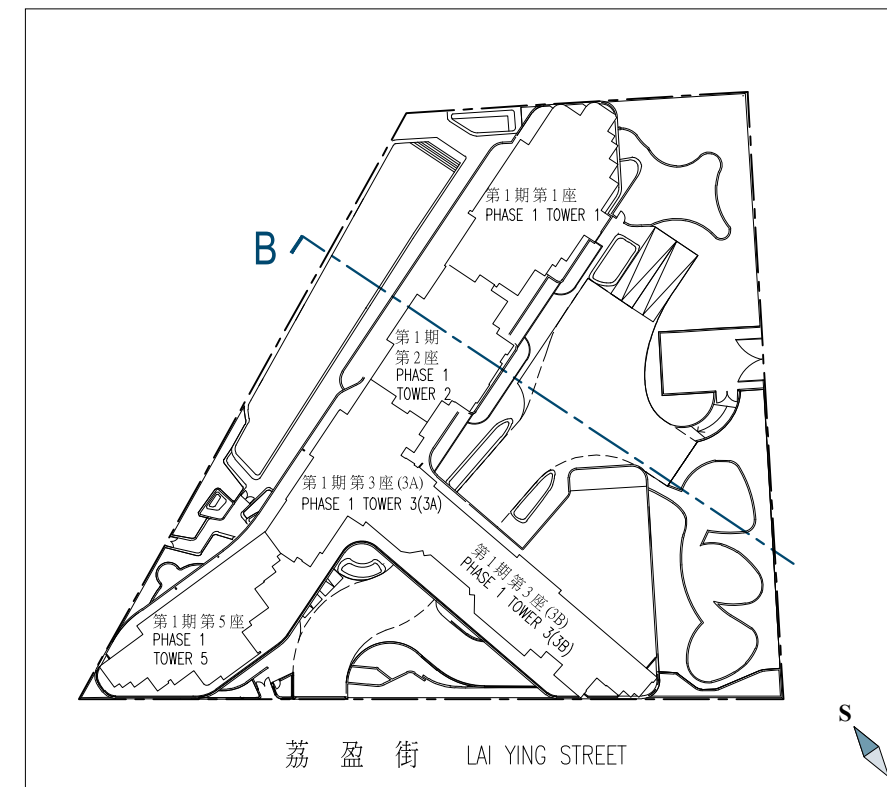 第1期第1座
PHASE 1 TOWER 1
B
第1期
第2座
PHASE 1
TOWER 2
第1期第3座(3A)
PHASE 1 TOWER 3(3A)
第1期第3座(3B)
PHASE 1 TOWER 3(3B)
第1期第5座
PHASE 1
TOWER 5
S
荔盈街 LAI YING STREET